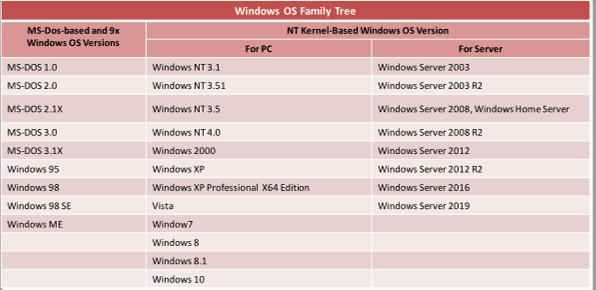 Windows OS Family Tree
MS-Dos-based and 9x
Windows OS Versions
NT Kernel-Based Windows OS Version
For PC
For Server
MS-DOS 1.0
Windows NT 3.1
Windows Server 2003
MS-DOS 2.0
Windows NT 3.51
Windows Server 2003 R2
MS-DOS 2.1X
Windows NT 3.5
Windows Server 2008, Windows Home Server
MS-DOS 3.0
Windows NT 4.0
Windows Server 2008 R2
MS-DOS 3.1X
Windows 2000
Windows Server 2012
Windows 95
Windows XP
Windows Server 2012 R2
Windows 98
Windows XP Professional X64 Edition
Windows Server 2016
Windows 98 SE
Vista
Windows Server 2019
Windows ME
Window7
Windows 8
Windows 8.1
Windows 10